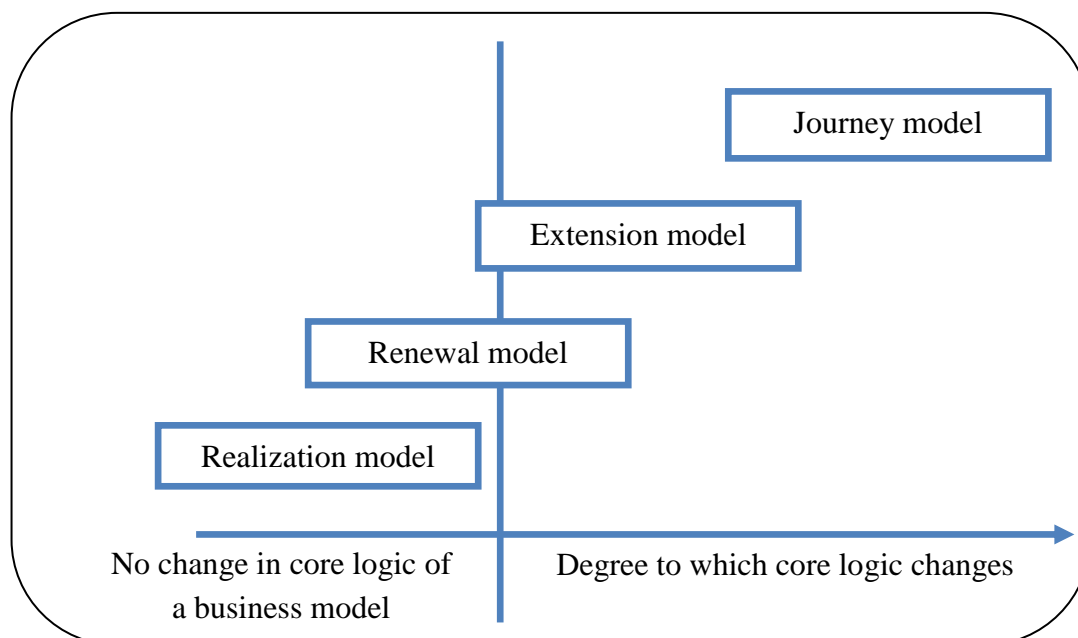 Journey model
Extension model
Renewal model
Realization model
No change in core logic of
a business model
Degree to which core logic changes